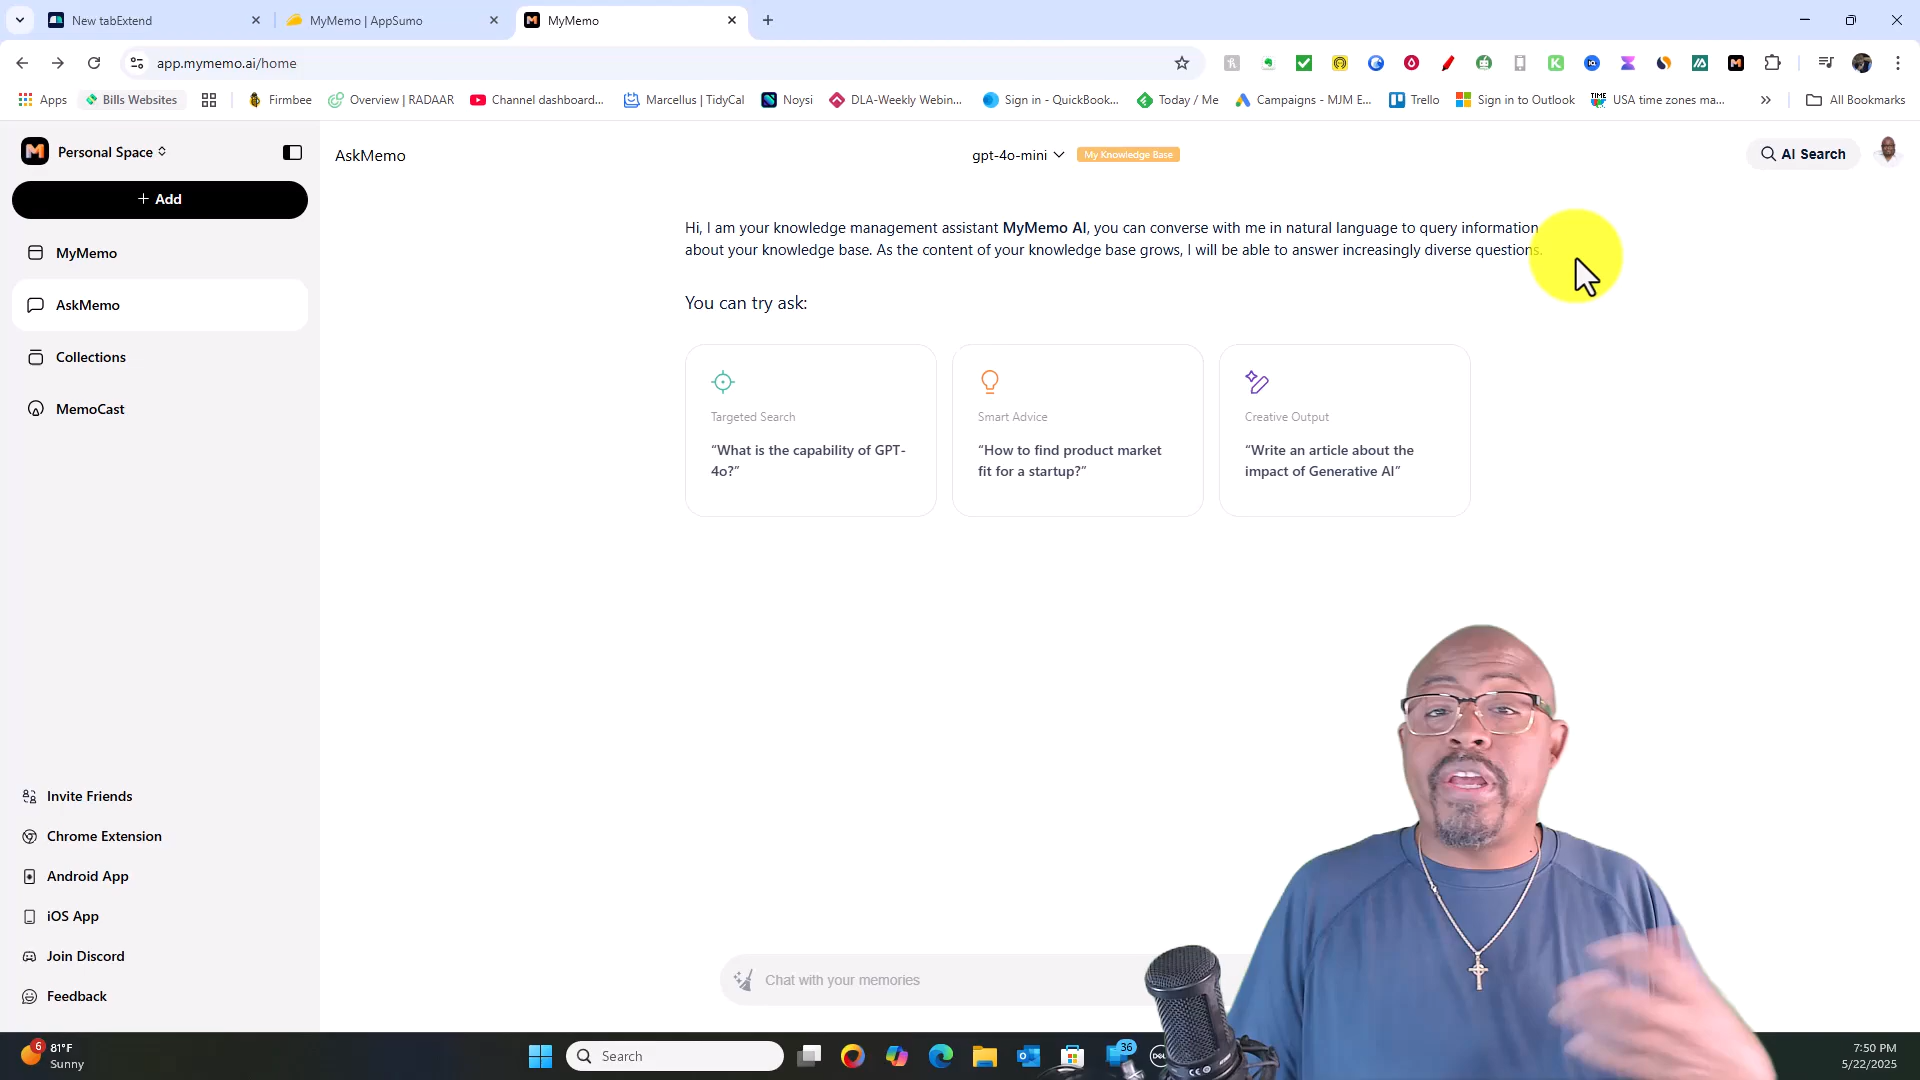 New tabExtend
MyMemo | AppSumo
MyMemo
app.mymemo.ai/home
Apps
Bills Websites
Firmbee
Overview | RADAAR
Channel dashboard...
Marcellus | TidyCal
Noysi
DLA-Weekly Webin...
Sign in - QuickBook...
Today / Me
Campaigns - MJM E...
Trello
Sign in to Outlook
USA time zones ma...
All Bookmarks
Personal Space
AskMemo
gpt-4o-mini
My Knowledge Base
AI Search
+ Add
MyMemo
AskMemo
Collections
MemoCast
Hi, I am your knowledge management assistant MyMemo AI, you can converse with me in natural language to query information
about your knowledge base. As the content of your knowledge base grows, I will be able to answer increasingly diverse questions.
You can try ask:
Targeted Search
“What is the capability of GPT-
4o?”
Smart Advice
“How to find product market
fit for a startup?”
Creative Output
“Write an article about the
impact of Generative AI”
Invite Friends
Chrome Extension
Android App
iOS App
Join Discord
Feedback
Chat with your memories
6
81°F
Sunny
Search
36
7:50 PM
5/22/2025